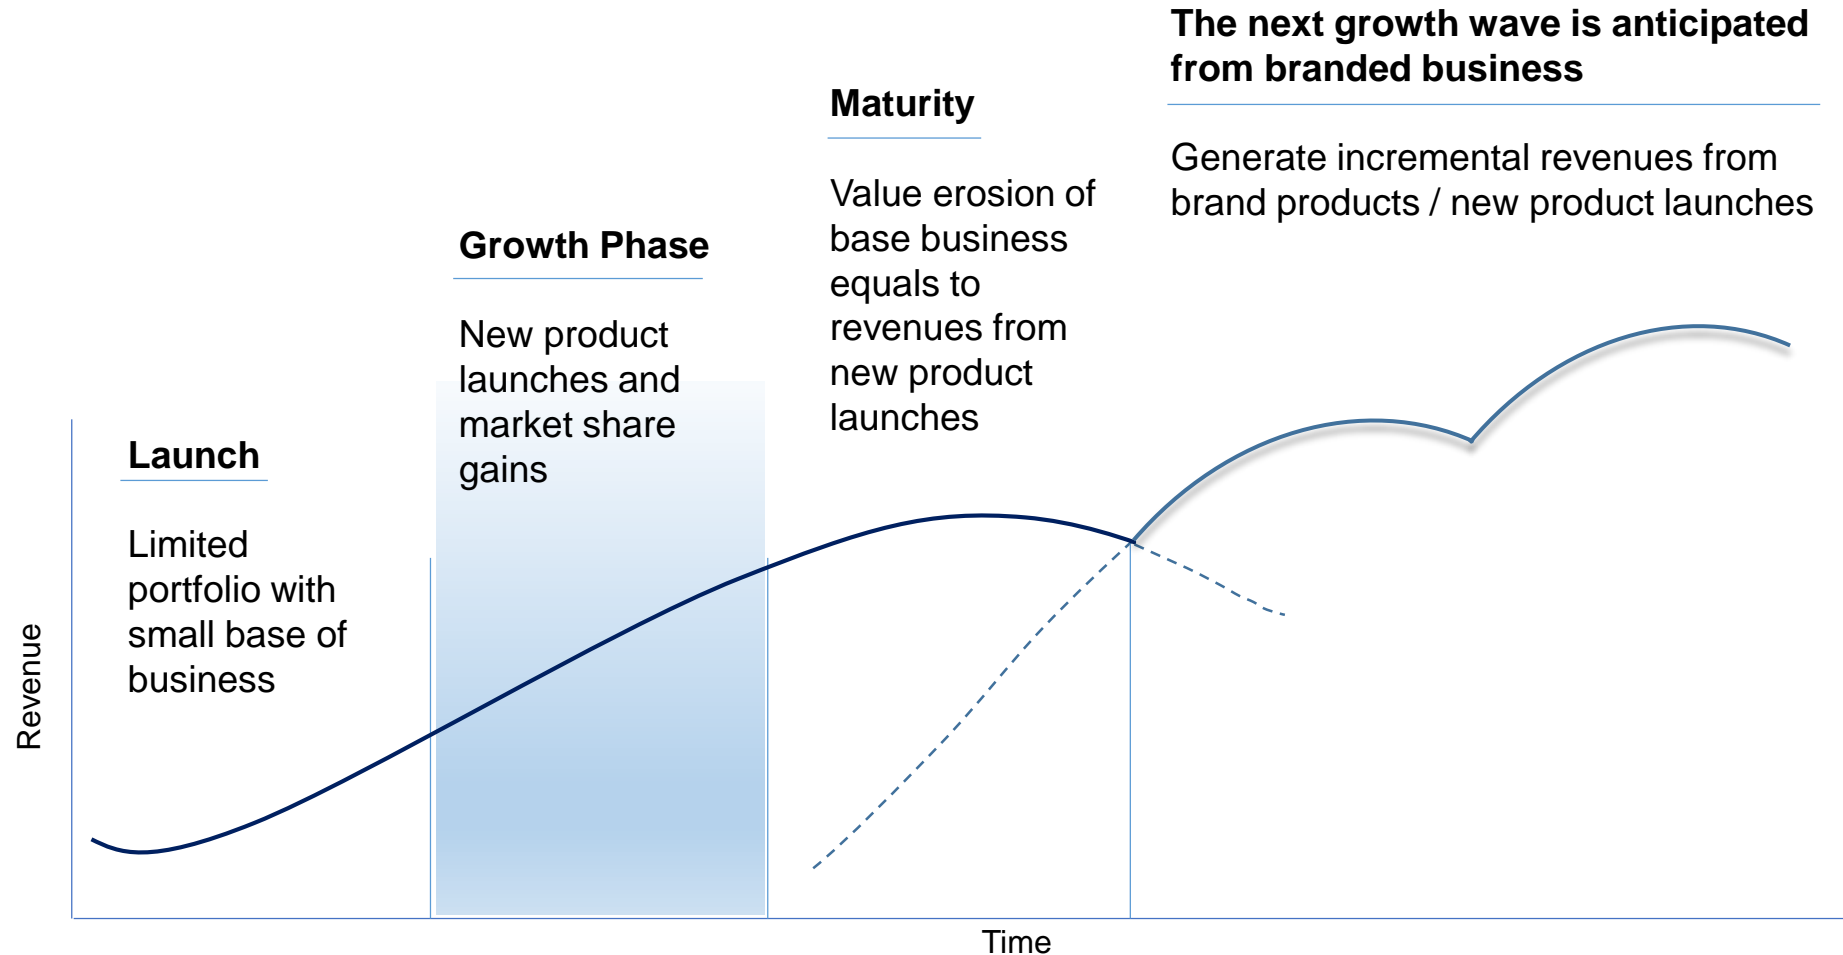 Launch
Limited
portfolio with
small base of
business
Growth Phase
New product
launches and
market share
gains
Maturity
Value erosion of
base business
equals to
revenues from
new product
launches
The next growth wave is anticipated
from branded business
Generate incremental revenues from
brand products / new product launches
Revenue
Time